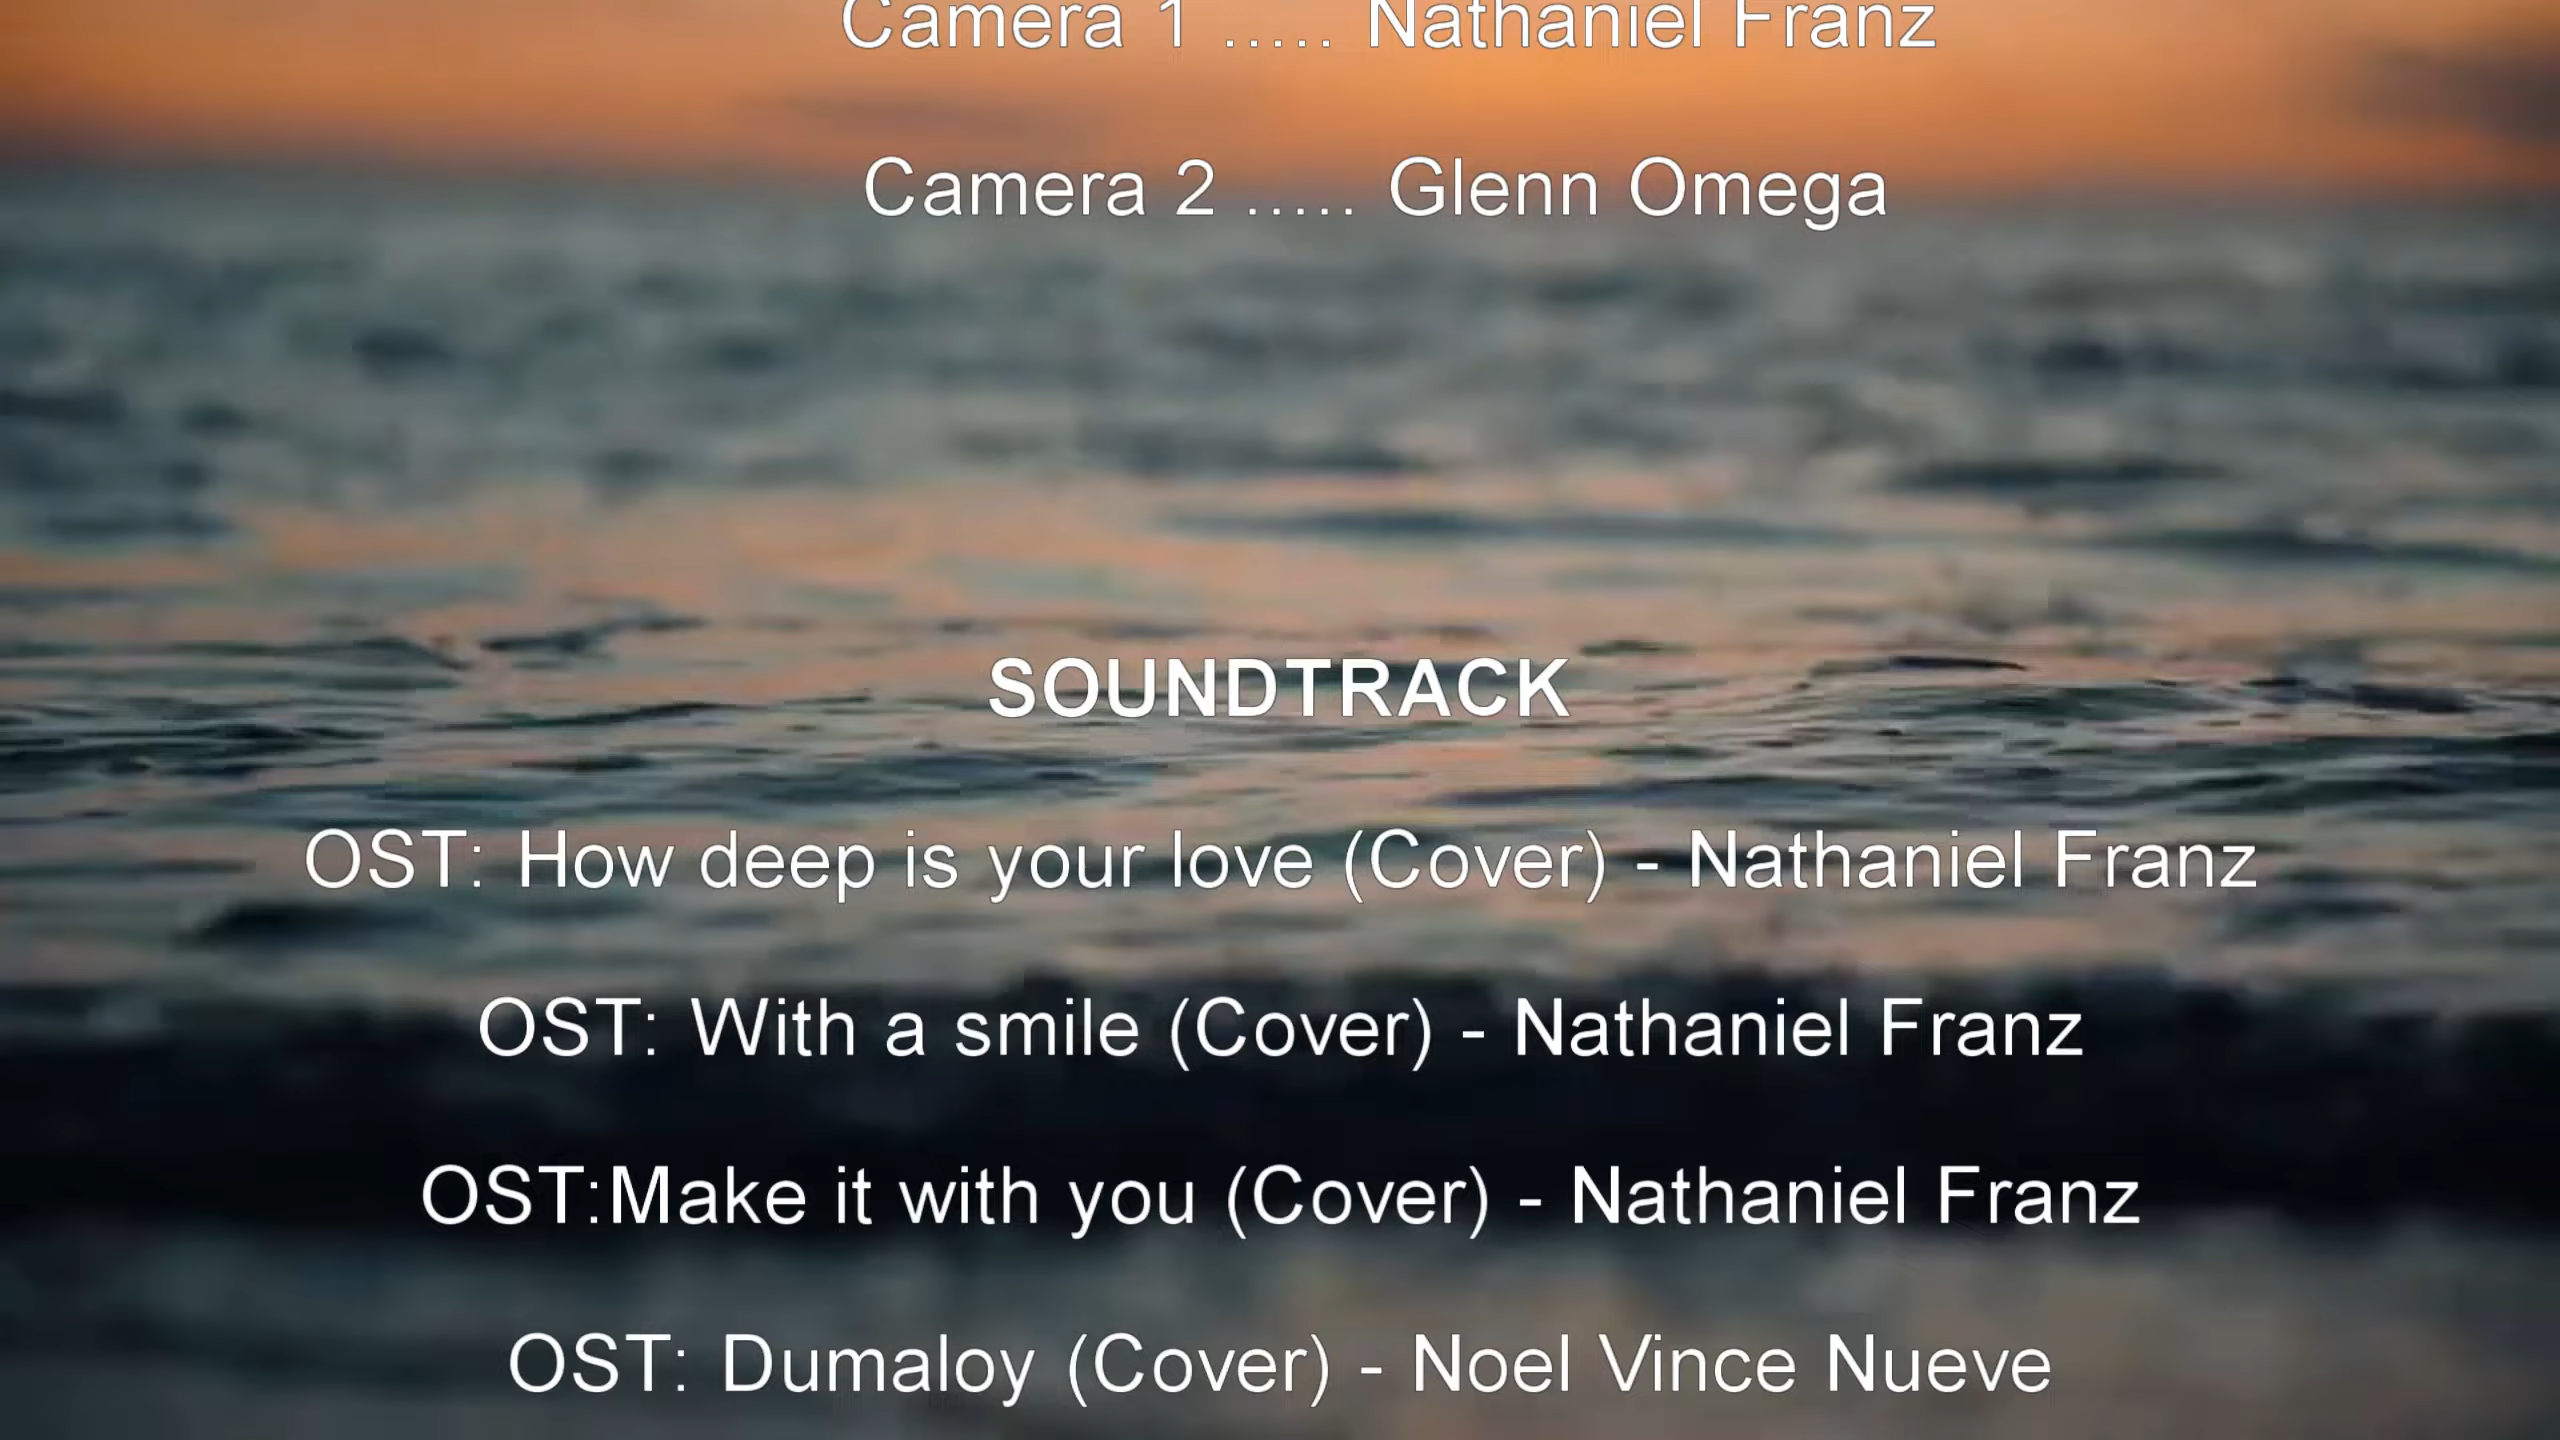 Camera 1 ..... Nathaniel Franz
Camera 2 ..... Glenn Omega
SOUNDTRACK
OST: How deep is your love (Cover) - Nathaniel Franz
OST: With a smile (Cover) - Nathaniel Franz
OST:Make it with you (Cover) - Nathaniel Franz
OST: Dumaloy (Cover) - Noel Vince Nueve